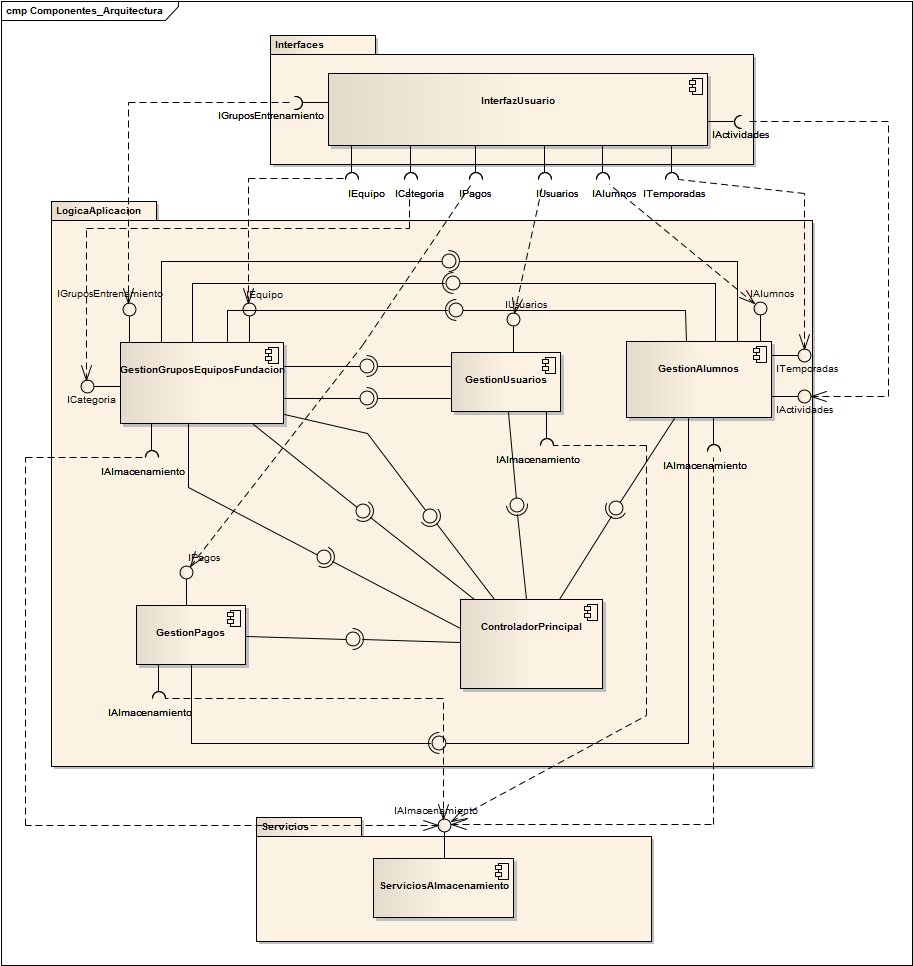 cmp Componentes_Arquitectura
Interfaces
InterfazUsuario
IGruposEntrenamiento
IActividades
IEquipo
ICategoria
IPagos
IUsuarios
IAlumnos
ITemporadas
LogicaAplicacion
IGruposEntrenamiento
IEquipo
IUsuarios
IAlumnos
GestionGruposEquiposFundacion
GestionUsuarios
GestionAlumnos
ITemporadas
ICategoria
IActividades
IAlmacenamiento
IAlmacenamiento
IAlmacenamiento
IPagos
GestionPagos
ControladorPrincipal
IAlmacenamiento
IAlmacenamiento
Servicios
ServiciosAlmacenamiento